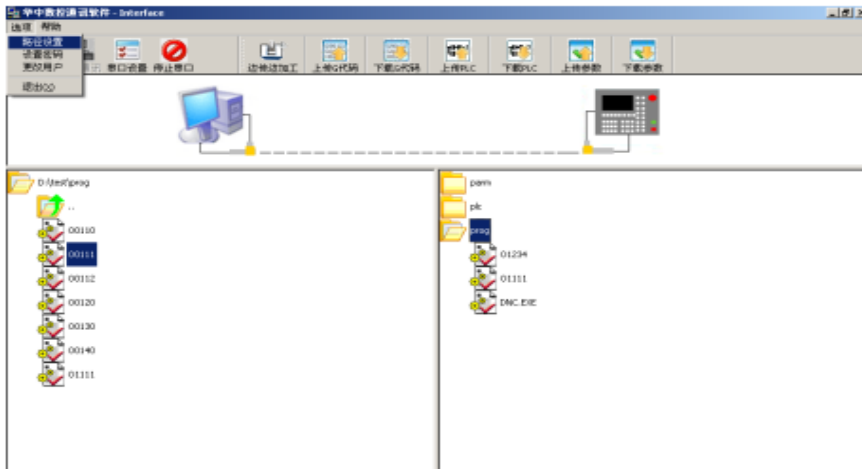 华中数控通讯软件 - Interface
选项 帮助
路径设置
设置密码
更改用户
退出(X)
串口设置 停止串口 边传边加工 上传G代码 下载G代码 上传PLC 下载PLC 上传参数 下载参数
D:\test\prog
..
O0110
O0111
O0112
O0120
O0130
O0140
O1111
parm
plc
prog
O1234
O1111
DNC.EXE